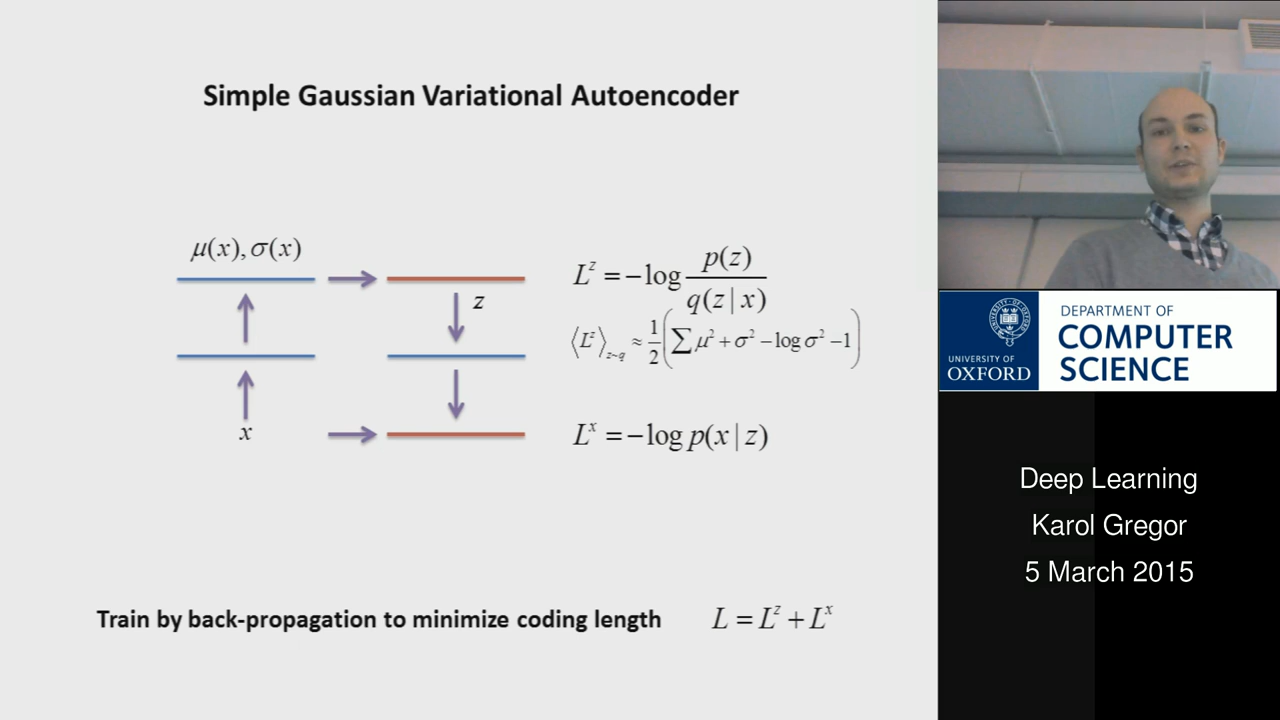 Simple Gaussian Variational Autoencoder
μ(x), σ(x)
z
x
L^z = −log p(z) / q(z | x)
⟨L^z⟩_{z~q} ≈ 1/2 (∑ μ² + σ² − log σ² − 1)
L^x = −log p(x | z)
Train by back-propagation to minimize coding length L = L^z + L^x
UNIVERSITY OF
OXFORD
DEPARTMENT OF
COMPUTER
SCIENCE
Deep Learning
Karol Gregor
5 March 2015